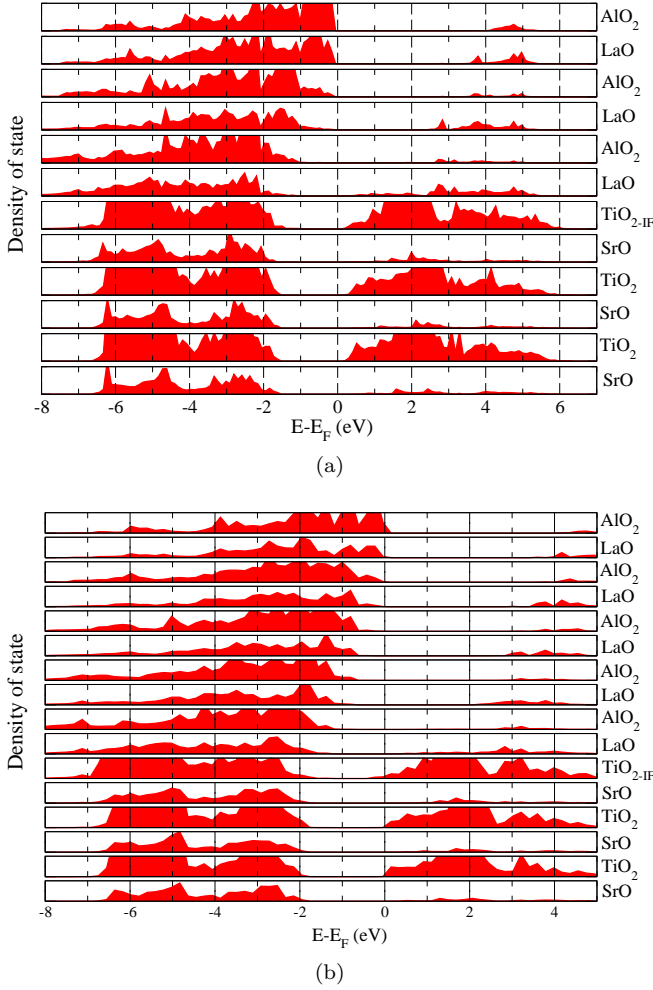 AlO2
LaO
AlO2
LaO
AlO2
LaO
TiO2-IF
SrO
TiO2
SrO
TiO2
SrO
Density of state
-8 -6 -4 -2 0 2 4 6
E-EF (eV)
(a)
AlO2
LaO
AlO2
LaO
AlO2
LaO
AlO2
LaO
AlO2
LaO
TiO2-IF
SrO
TiO2
SrO
TiO2
SrO
Density of state
-8 -6 -4 -2 0 2 4
E-EF (eV)
(b)